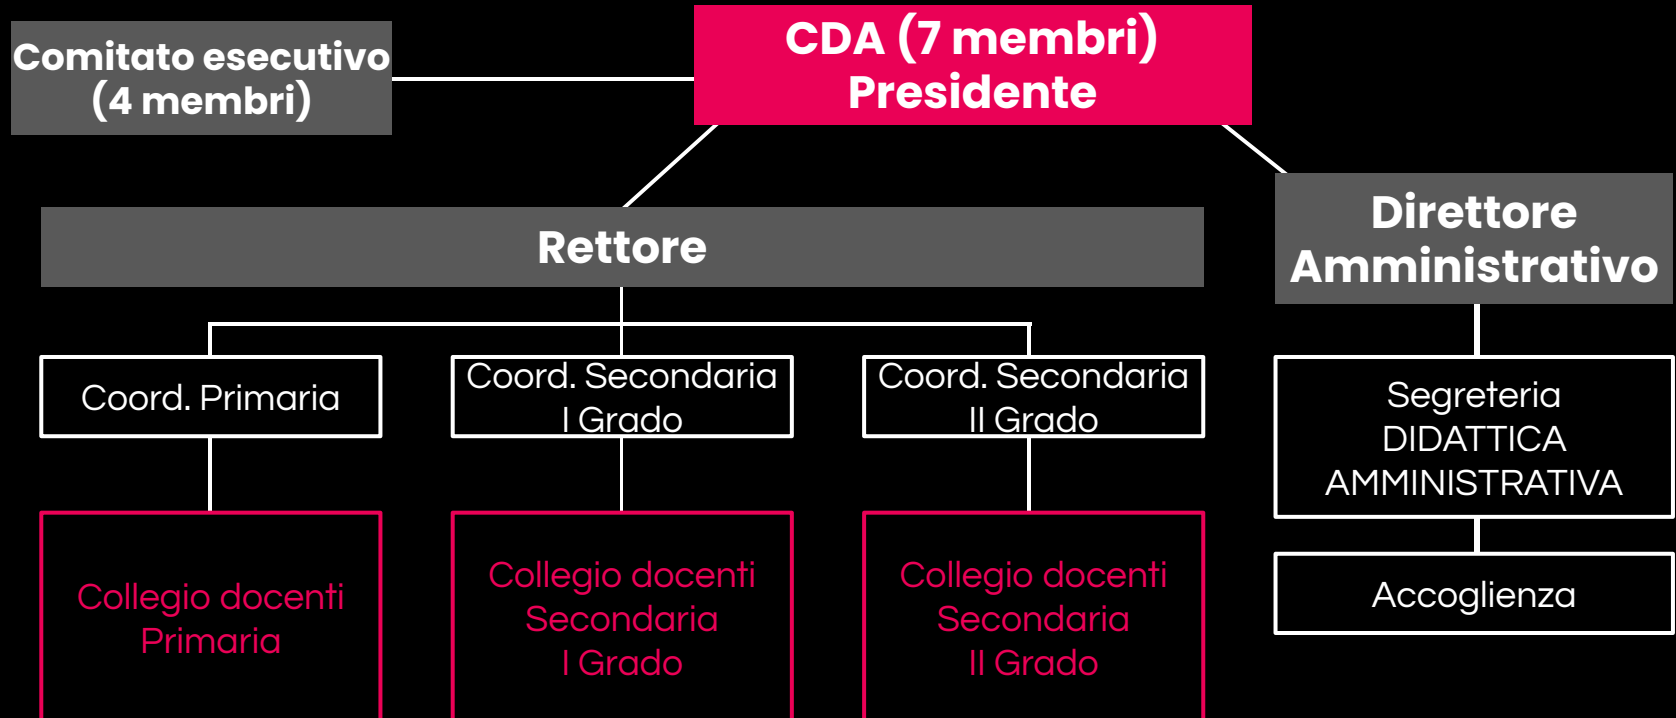 Comitato esecutivo
(4 membri)
CDA (7 membri)
Presidente
Rettore
Direttore
Amministrativo
Coord. Primaria
Coord. Secondaria
I Grado
Coord. Secondaria
II Grado
Segreteria
DIDATTICA
AMMINISTRATIVA
Collegio docenti
Primaria
Collegio docenti
Secondaria
I Grado
Collegio docenti
Secondaria
II Grado
Accoglienza